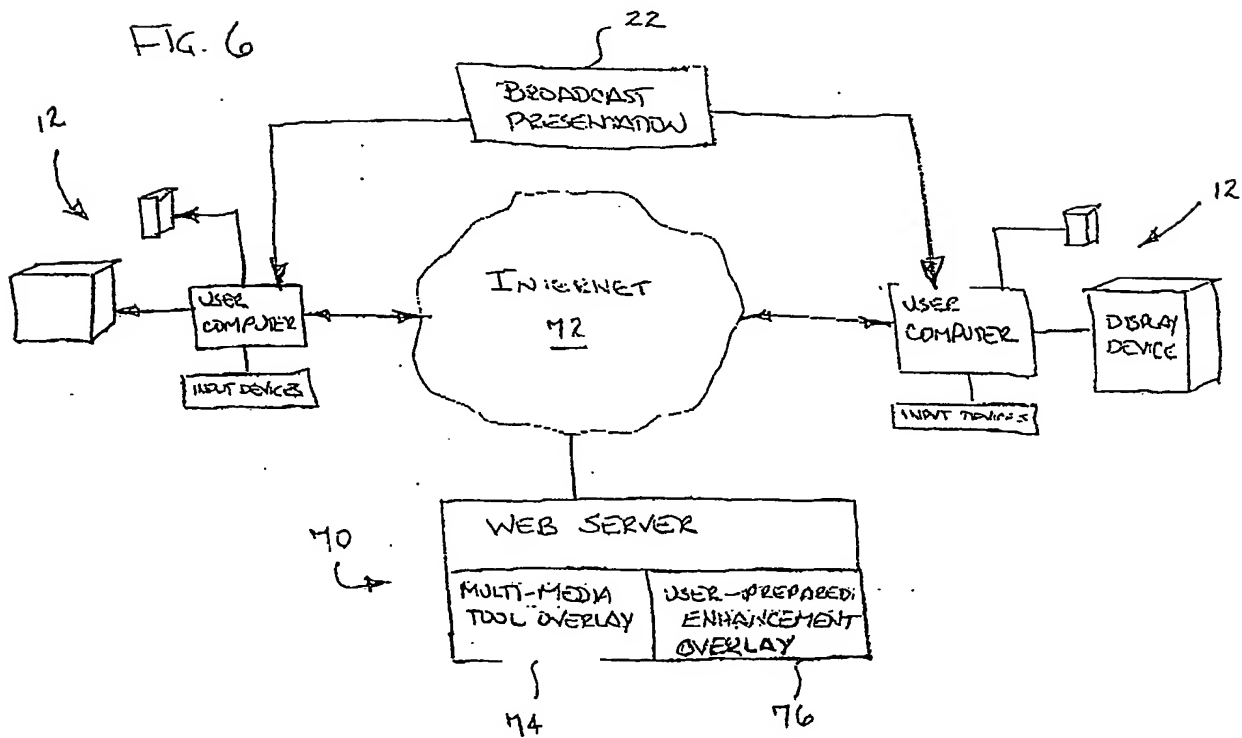 FIG. 6
22
BROADCAST
PRESENTATION
12
12
INTERNET
72
USER
COMPUTER
INPUT DEVICES
USER
COMPUTER
DISPLAY
DEVICE
INPUT DEVICES
WEB SERVER
70
MULTI-MEDIA
TOOL OVERLAY
USER-PREPARED
ENHANCEMENT
OVERLAY
74
76